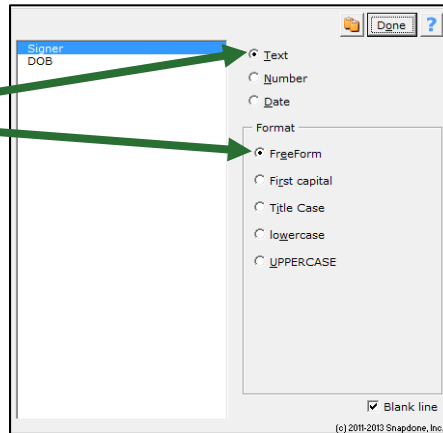 Done ?
Signer
DOB
Text
Number
Date
Format
FreeForm
First capital
Title Case
lowercase
UPPERCASE
Blank line
(c) 2011-2013 Snapdone, Inc.